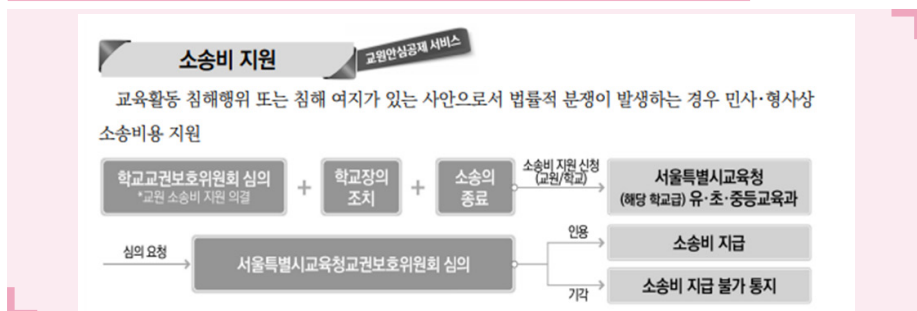 소송비 지원
교원안심공제 서비스
교육활동 침해행위 또는 침해 여지가 있는 사안으로서 법률적 분쟁이 발생하는 경우 민사·형사상
소송비용 지원
학교교권보호위원회 심의
*교원 소송비 지원 의결
+
학교장의
조치
+
소송의
종료
소송비 지원 신청
(교원/학교)
서울특별시교육청
(해당 학교급) 유·초·중등교육과
심의 요청
서울특별시교육청교권보호위원회 심의
인용
소송비 지급
기각
소송비 지급 불가 통지